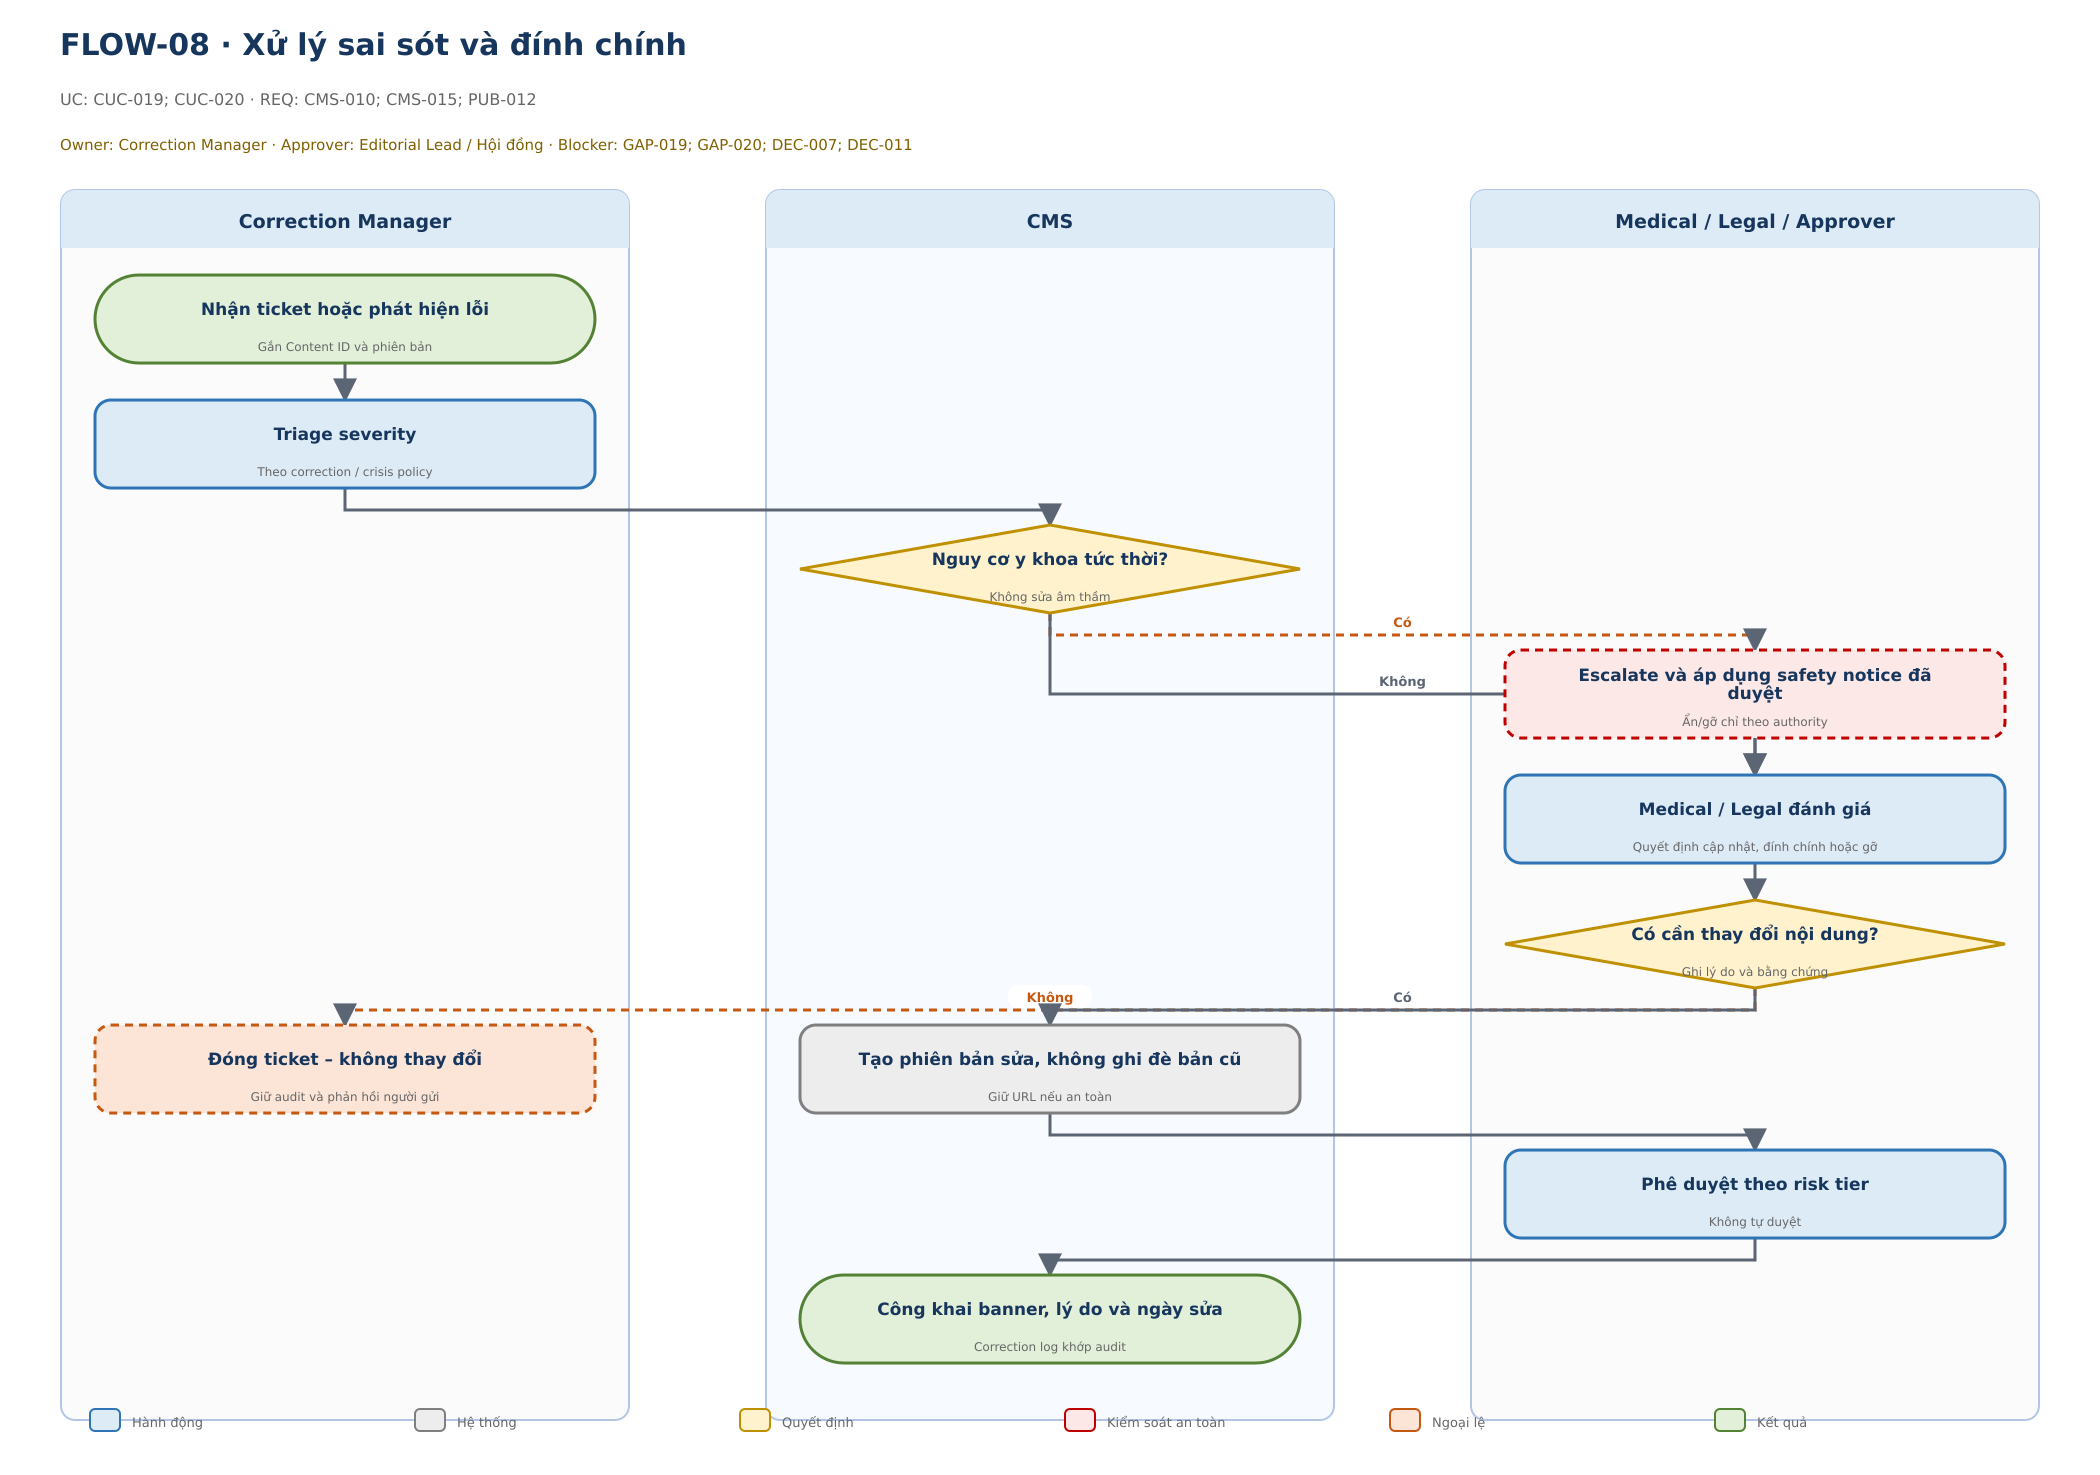 FLOW-08 · Xử lý sai sót và đính chính
UC: CUC-019; CUC-020 · REQ: CMS-010; CMS-015; PUB-012
Owner: Correction Manager · Approver: Editorial Lead / Hội đồng · Blocker: GAP-019; GAP-020; DEC-007; DEC-011
Correction Manager
CMS
Medical / Legal / Approver
Nhận ticket hoặc phát hiện lỗi
Gắn Content ID và phiên bản
Triage severity
Theo correction / crisis policy
Nguy cơ y khoa tức thời?
Không sửa âm thầm
Có
Không
Escalate và áp dụng safety notice đã
duyệt
Ẩn/gỡ chỉ theo authority
Medical / Legal đánh giá
Quyết định cập nhật, đính chính hoặc gỡ
Có cần thay đổi nội dung?
Ghi lý do và bằng chứng
Không
Có
Đóng ticket – không thay đổi
Giữ audit và phản hồi người gửi
Tạo phiên bản sửa, không ghi đè bản cũ
Giữ URL nếu an toàn
Phê duyệt theo risk tier
Không tự duyệt
Công khai banner, lý do và ngày sửa
Correction log khớp audit
Hành động
Hệ thống
Quyết định
Kiểm soát an toàn
Ngoại lệ
Kết quả